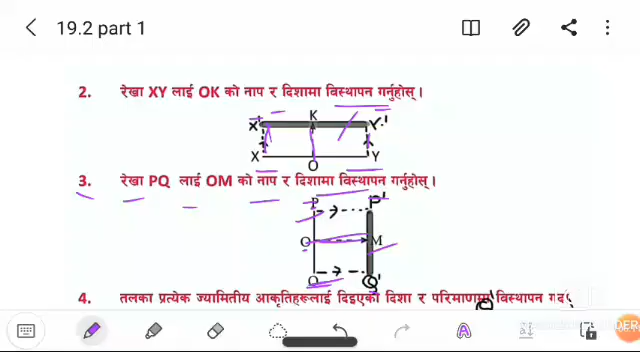 19.2 part 1
2. रेखा XY लाई OK को नाप र दिशामा विस्थापन गर्नुहोस् ।
K
X' Y'
X O Y
3. रेखा PQ लाई OM को नाप र दिशामा विस्थापन गर्नुहोस् ।
P P'
O M
Q Q'
4. तलका प्रत्येक ज्यामितीय आकृतिहरूलाई दिइएको दिशा र परिमाणमा विस्थापन